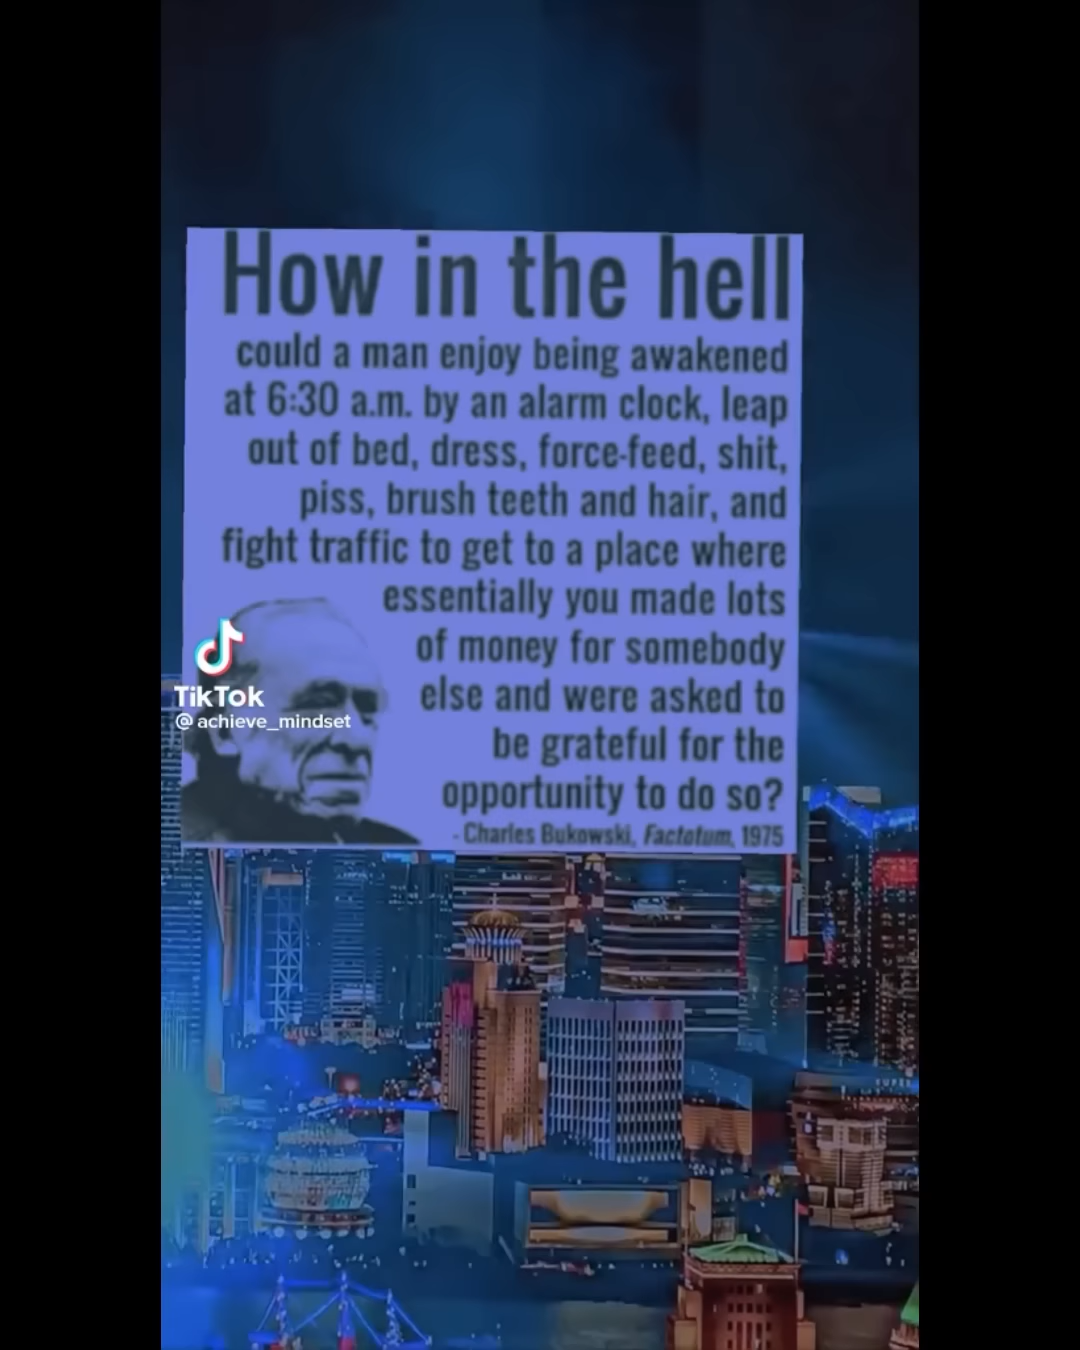 How in the hell
could a man enjoy being awakened
at 6:30 a.m. by an alarm clock, leap
out of bed, dress, force-feed, shit,
piss, brush teeth and hair, and
fight traffic to get to a place where
essentially you made lots
of money for somebody
else and were asked to
be grateful for the
opportunity to do so?
- Charles Bukowski, Factotum, 1975
TikTok
@achieve_mindset